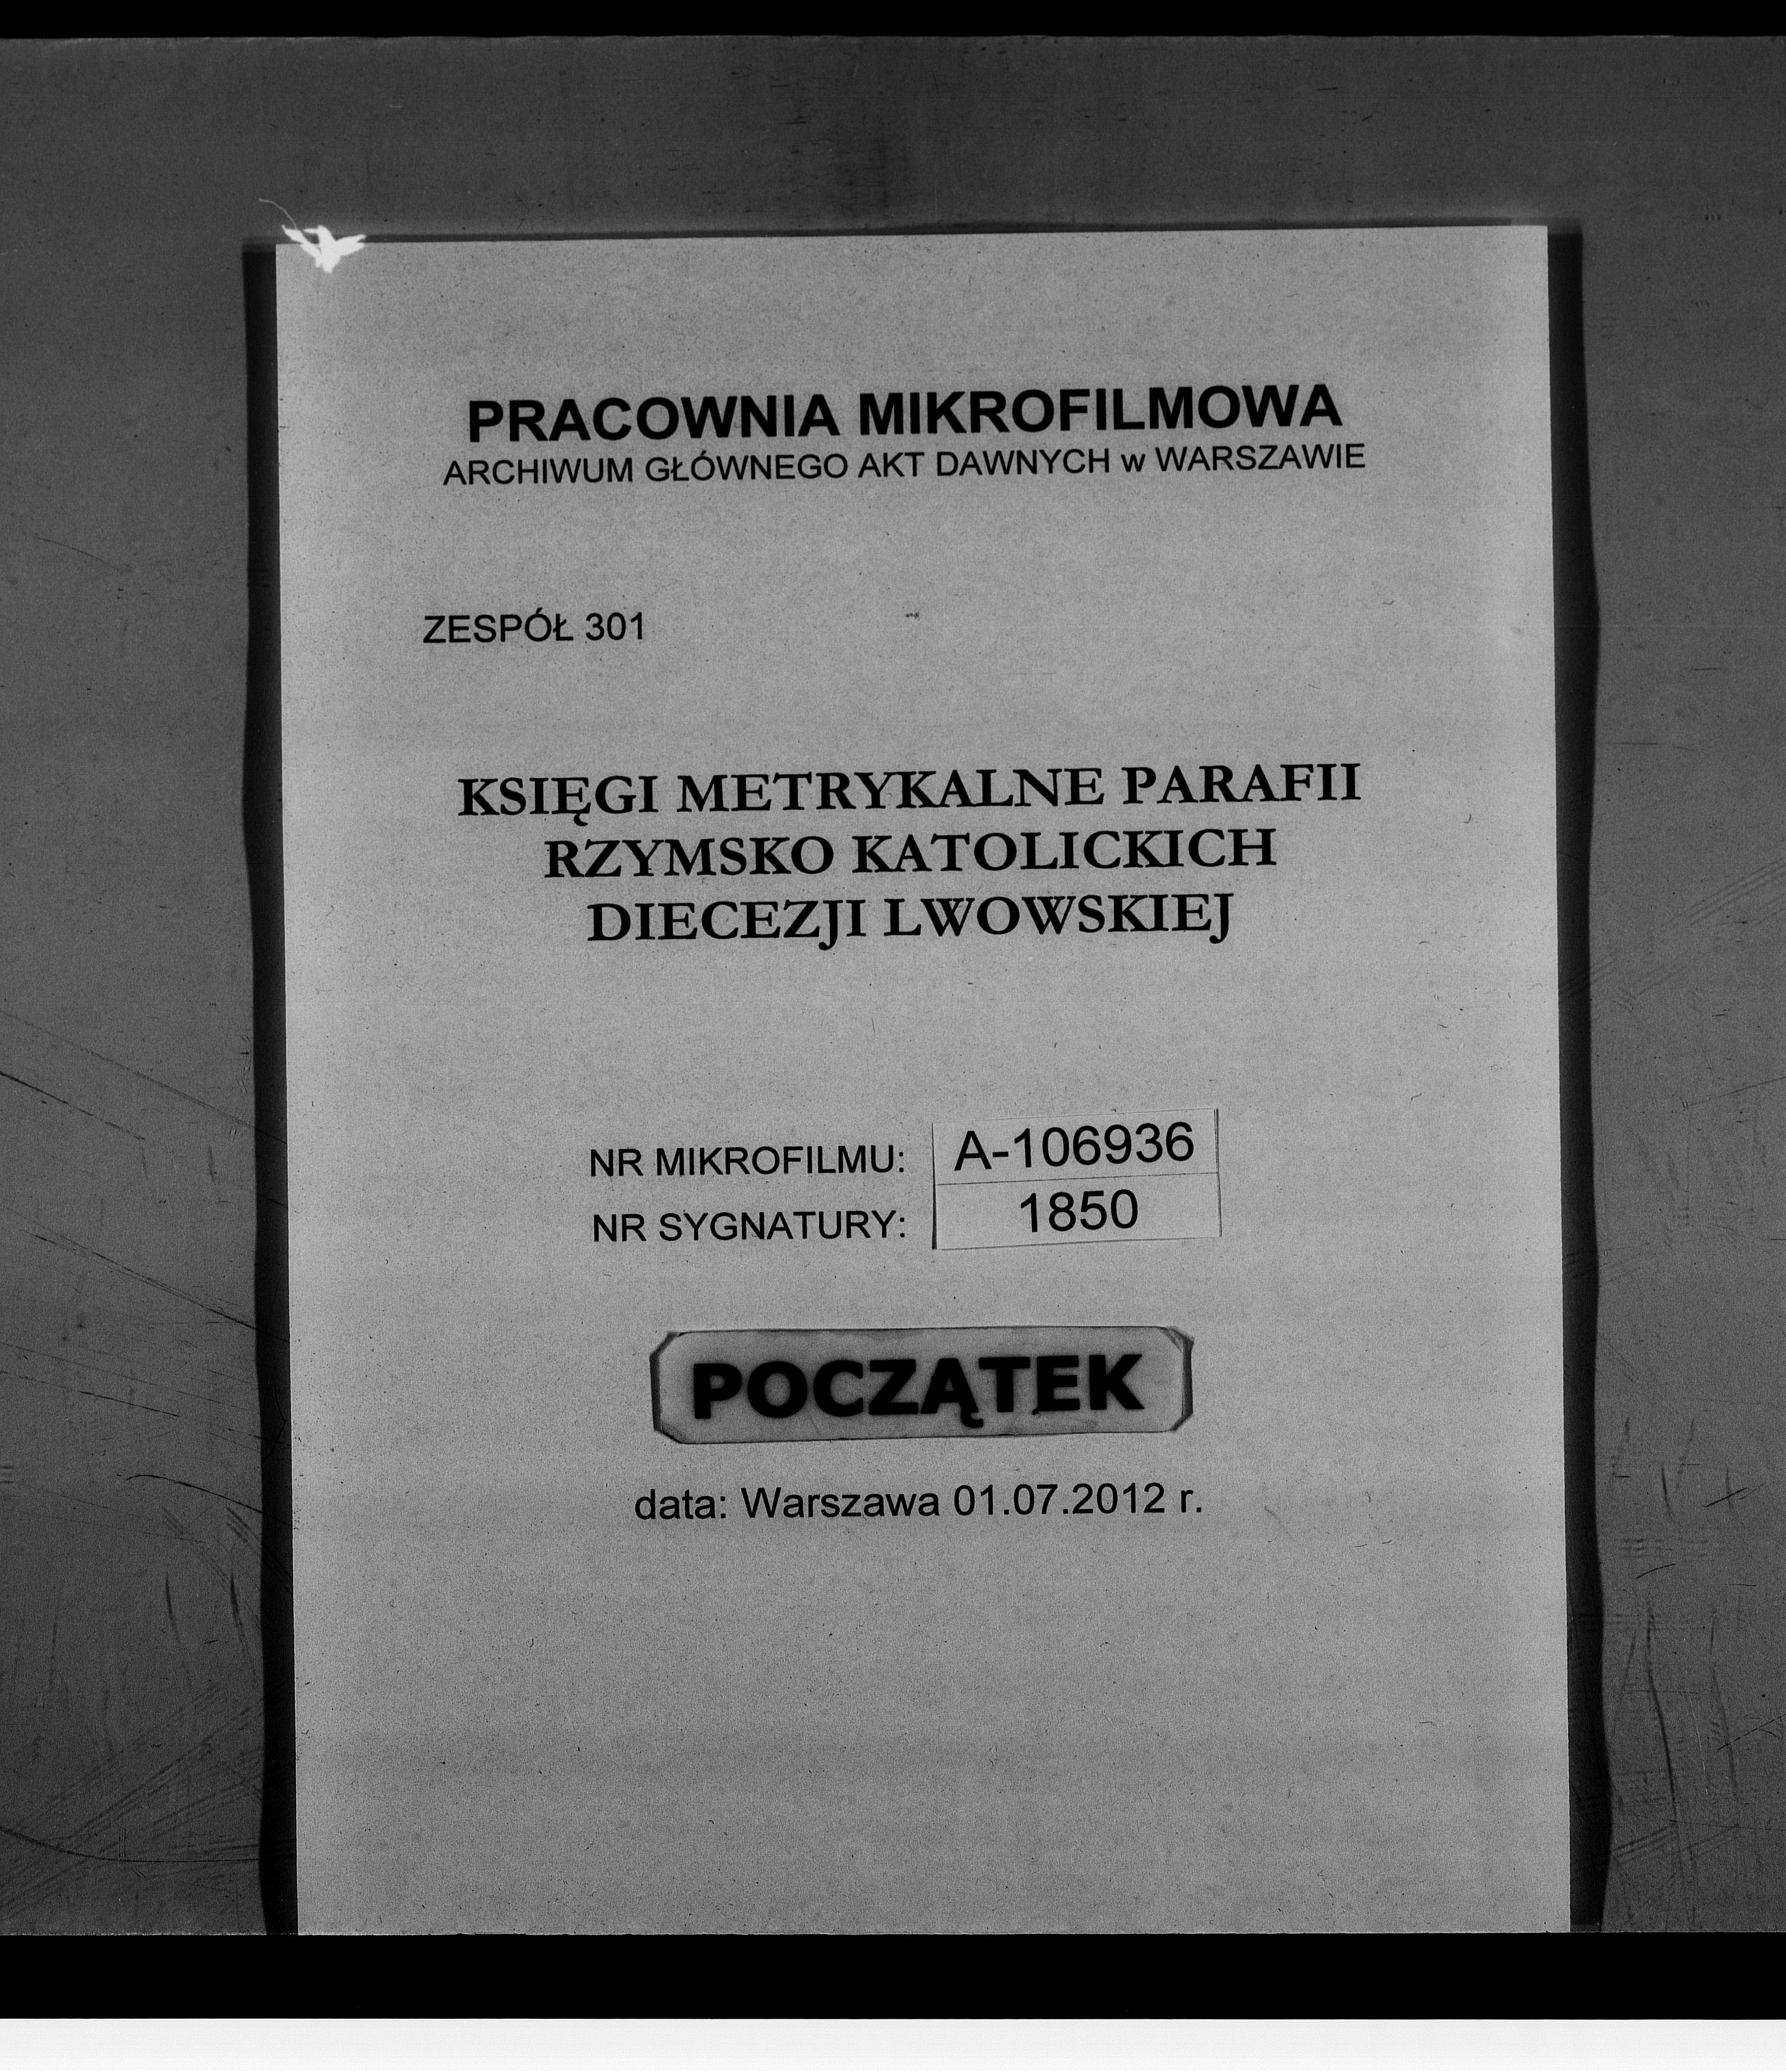 PRACOWNIA MIKROFILMOWA
ARCHIWUM GŁÓWNEGO AKT DAWNYCH w WARSZAWIE
ZESPÓŁ 301
KSIĘGI METRYKALNE PARAFII
RZYMSKO KATOLICKICH
DIECEZJI LWOWSKIEJ
NR MIKROFILMU: A-106936
NR SYGNATURY: 1850
POCZĄTEK
data: Warszawa 01.07.2012 r.